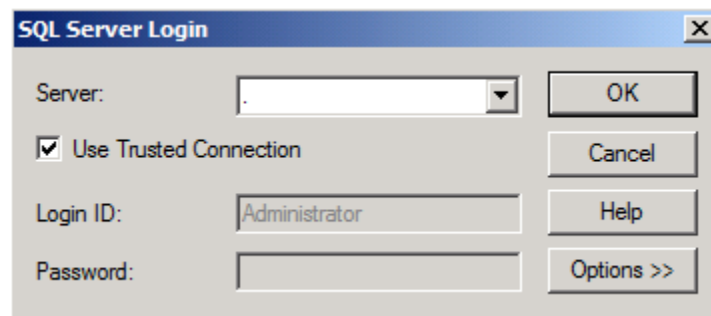 SQL Server Login
Server: .
OK
Use Trusted Connection
Cancel
Login ID: Administrator
Help
Password:
Options >>